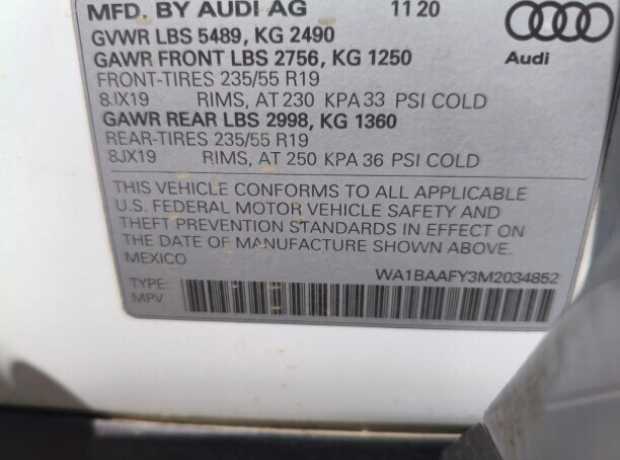 MFD. BY AUDI AG 11 20
GVWR LBS 5489, KG 2490
GAWR FRONT LBS 2756, KG 1250
Audi
FRONT-TIRES 235/55 R19
8JX19 RIMS, AT 230 KPA 33 PSI COLD
GAWR REAR LBS 2998, KG 1360
REAR-TIRES 235/55 R19
8JX19 RIMS, AT 250 KPA 36 PSI COLD
THIS VEHICLE CONFORMS TO ALL APPLICABLE
U.S. FEDERAL MOTOR VEHICLE SAFETY AND
THEFT PREVENTION STANDARDS IN EFFECT ON
THE DATE OF MANUFACTURE SHOWN ABOVE.
MEXICO
WA1BAAFY3M2034852
TYPE:
MPV